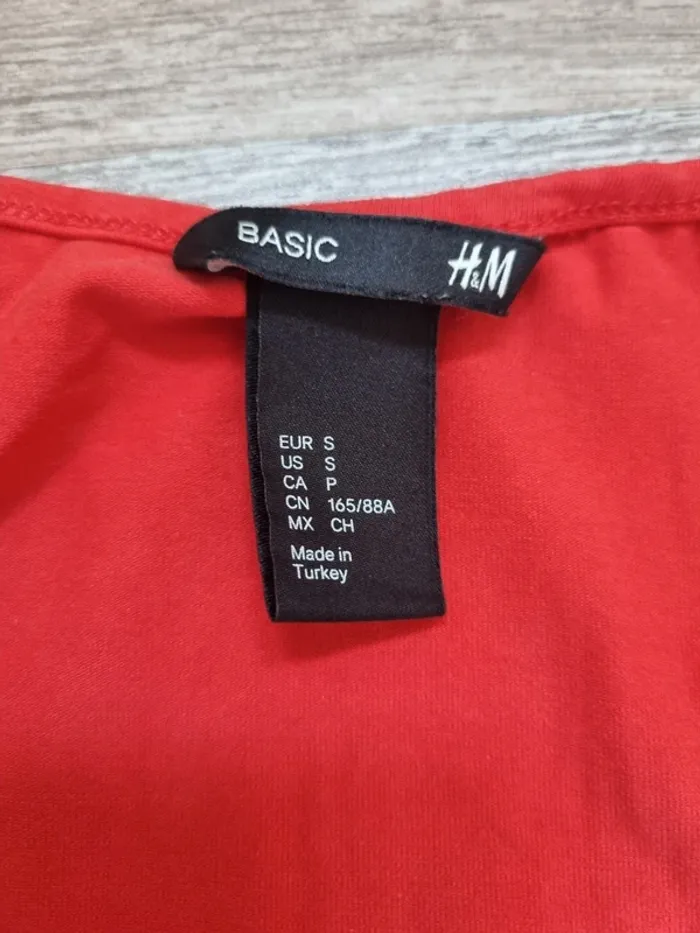 BASIC
H&M
EUR S
US S
CA P
CN 165/88A
MX CH
Made in
Turkey